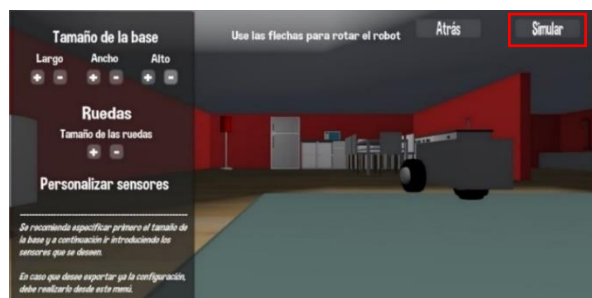 Tamaño de la base
Largo Ancho Alto
+ - + - + -
Ruedas
Tamaño de las ruedas
+ -
Personalizar sensores
Se recomienda especificar primero el tamaño de
la base y a continuación ir introduciendo los
sensores que se deseen.
En caso que desee exportar ya la configuración,
debe realizarlo desde este menú.
Use las flechas para rotar el robot
Atrás
Simular